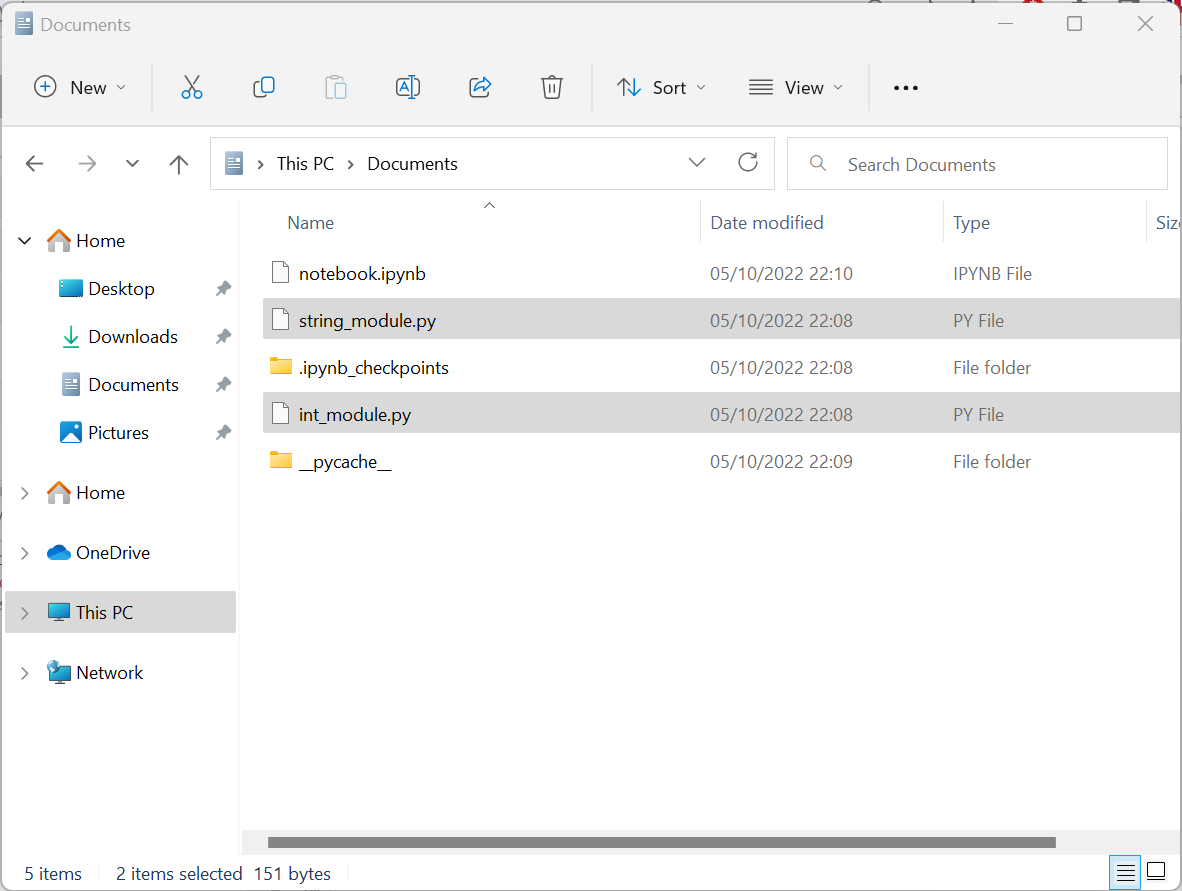 Documents
New Sort View
This PC Documents Search Documents
Name Date modified Type
Home
Desktop
Downloads
Documents
Pictures
Home
OneDrive
This PC
Network
notebook.ipynb 05/10/2022 22:10 IPYNB File
string_module.py 05/10/2022 22:08 PY File
.ipynb_checkpoints 05/10/2022 22:08 File folder
int_module.py 05/10/2022 22:08 PY File
__pycache__ 05/10/2022 22:09 File folder
5 items 2 items selected 151 bytes